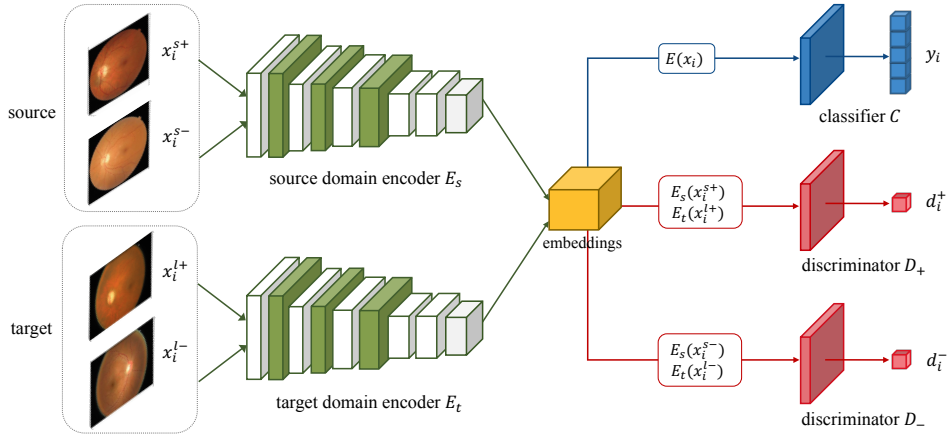 source
$x_i^{s+}$
$x_i^{s-}$
source domain encoder $E_s$
target
$x_i^{l+}$
$x_i^{l-}$
target domain encoder $E_t$
embeddings
$E(x_i)$
classifier $C$
$y_i$
$E_s(x_i^{s+})$
$E_t(x_i^{l+})$
discriminator $D_+$
$d_i^+$
$E_s(x_i^{s-})$
$E_t(x_i^{l-})$
discriminator $D_-$
$d_i^-$